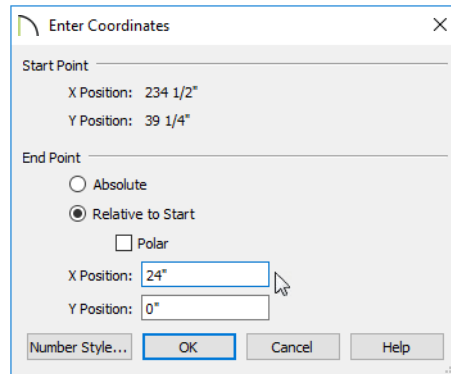 Enter Coordinates
Start Point
X Position: 234 1/2"
Y Position: 39 1/4"
End Point
Absolute
Relative to Start
Polar
X Position: 24"
Y Position: 0"
Number Style... OK Cancel Help